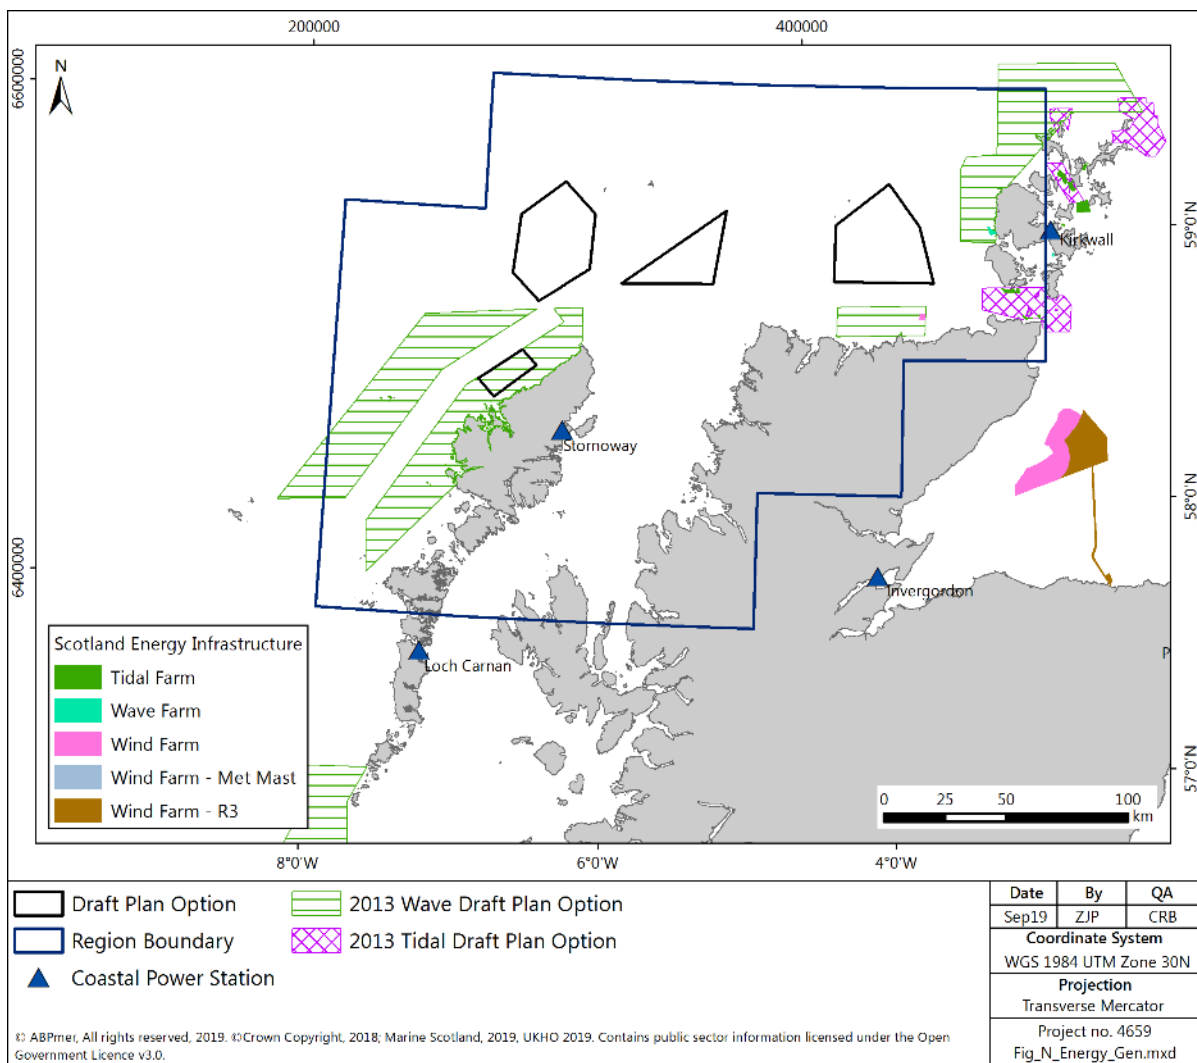 200000
400000
6600000
N
59°0'N
Kirkwall
Stornoway
58°0'N
6400000
Invergordon
Loch Carnan
P
Scotland Energy Infrastructure
Tidal Farm
Wave Farm
Wind Farm
Wind Farm - Met Mast
Wind Farm - R3
57°0'N
0 25 50 100
km
8°0'W 6°0'W 4°0'W
Draft Plan Option
2013 Wave Draft Plan Option
Region Boundary
2013 Tidal Draft Plan Option
Coastal Power Station
Date By QA
Sep19 ZJP CRB
Coordinate System
WGS 1984 UTM Zone 30N
Projection
Transverse Mercator
Project no. 4659
Fig_N_Energy_Gen.mxd
© ABPmer, All rights reserved, 2019. ©Crown Copyright, 2018; Marine Scotland, 2019, UKHO 2019. Contains public sector information licensed under the Open
Government Licence v3.0.